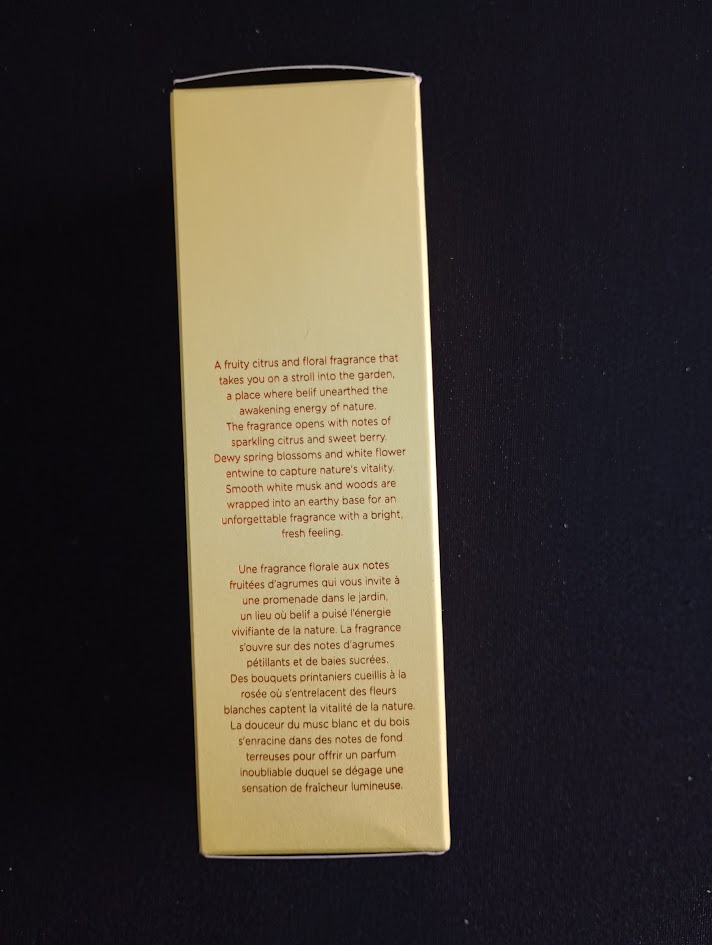 A fruity citrus and floral fragrance that
takes you on a stroll into the garden,
a place where belif unearthed the
awakening energy of nature.
The fragrance opens with notes of
sparkling citrus and sweet berry.
Dewy spring blossoms and white flower
entwine to capture nature's vitality.
Smooth white musk and woods are
wrapped into an earthy base for an
unforgettable fragrance with a bright,
fresh feeling.
Une fragrance florale aux notes
fruitées d'agrumes qui vous invite à
une promenade dans le jardin,
un lieu où belif a puisé l'énergie
vivifiante de la nature. La fragrance
s'ouvre sur des notes d'agrumes
pétillants et de baies sucrées.
Des bouquets printaniers cueillis à la
rosée où s'entrelacent des fleurs
blanches captent la vitalité de la nature.
La douceur du musc blanc et du bois
s'enracine dans des notes de fond
terreuses pour offrir un parfum
inoubliable duquel se dégage une
sensation de fraîcheur lumineuse.